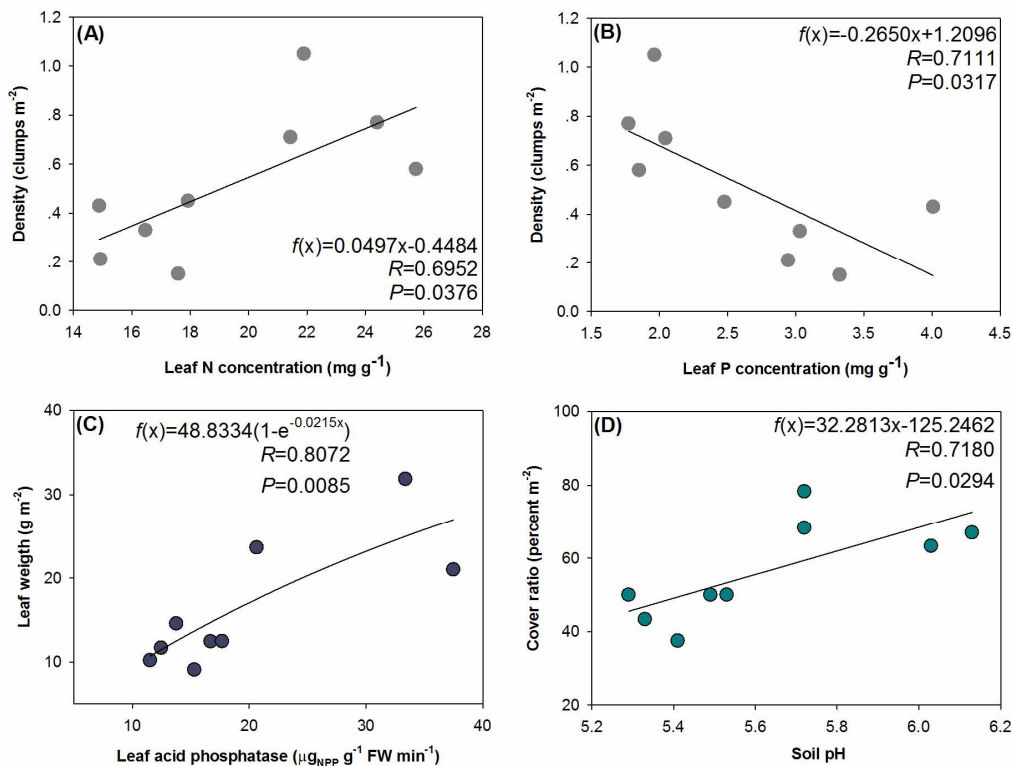 (A)
1.2
1.0
.8
.6
.4
.2
0.0
Density (clumps m-2)
f(x)=0.0497x-0.4484
R=0.6952
P=0.0376
14 16 18 20 22 24 26 28
Leaf N concentration (mg g-1)
(B)
f(x)=-0.2650x+1.2096
R=0.7111
P=0.0317
1.2
1.0
.8
.6
.4
.2
0.0
Density (clumps m-2)
1.5 2.0 2.5 3.0 3.5 4.0 4.5
Leaf P concentration (mg g-1)
(C)
f(x)=48.8334(1-e-0.0215x)
R=0.8072
P=0.0085
40
30
20
10
Leaf weigth (g m-2)
10 20 30 40
Leaf acid phosphatase (μgNPP g-1 FW min-1)
(D)
f(x)=32.2813x-125.2462
R=0.7180
P=0.0294
100
80
60
40
20
Cover ratio (percent m-2)
5.2 5.4 5.6 5.8 6.0 6.2
Soil pH